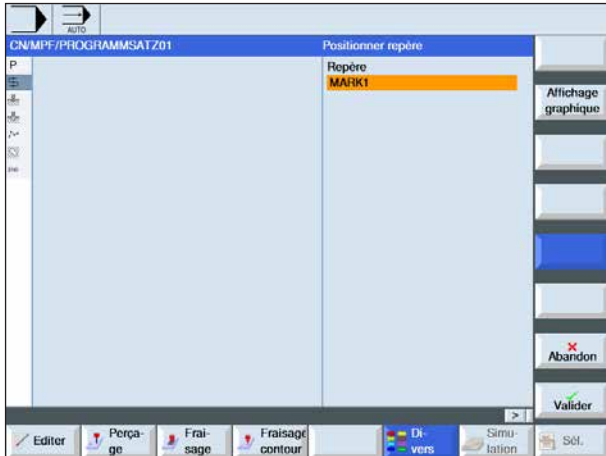 AUTO
CN/MPF/PROGRAMMSATZ01
Positionner repère
P
Repère
MARK1
END
Affichage
graphique
Abandon
Valider
>
Editer
Perça-
ge
Frai-
sage
Fraisage
contour
Di-
vers
Simu-
lation
Sél.